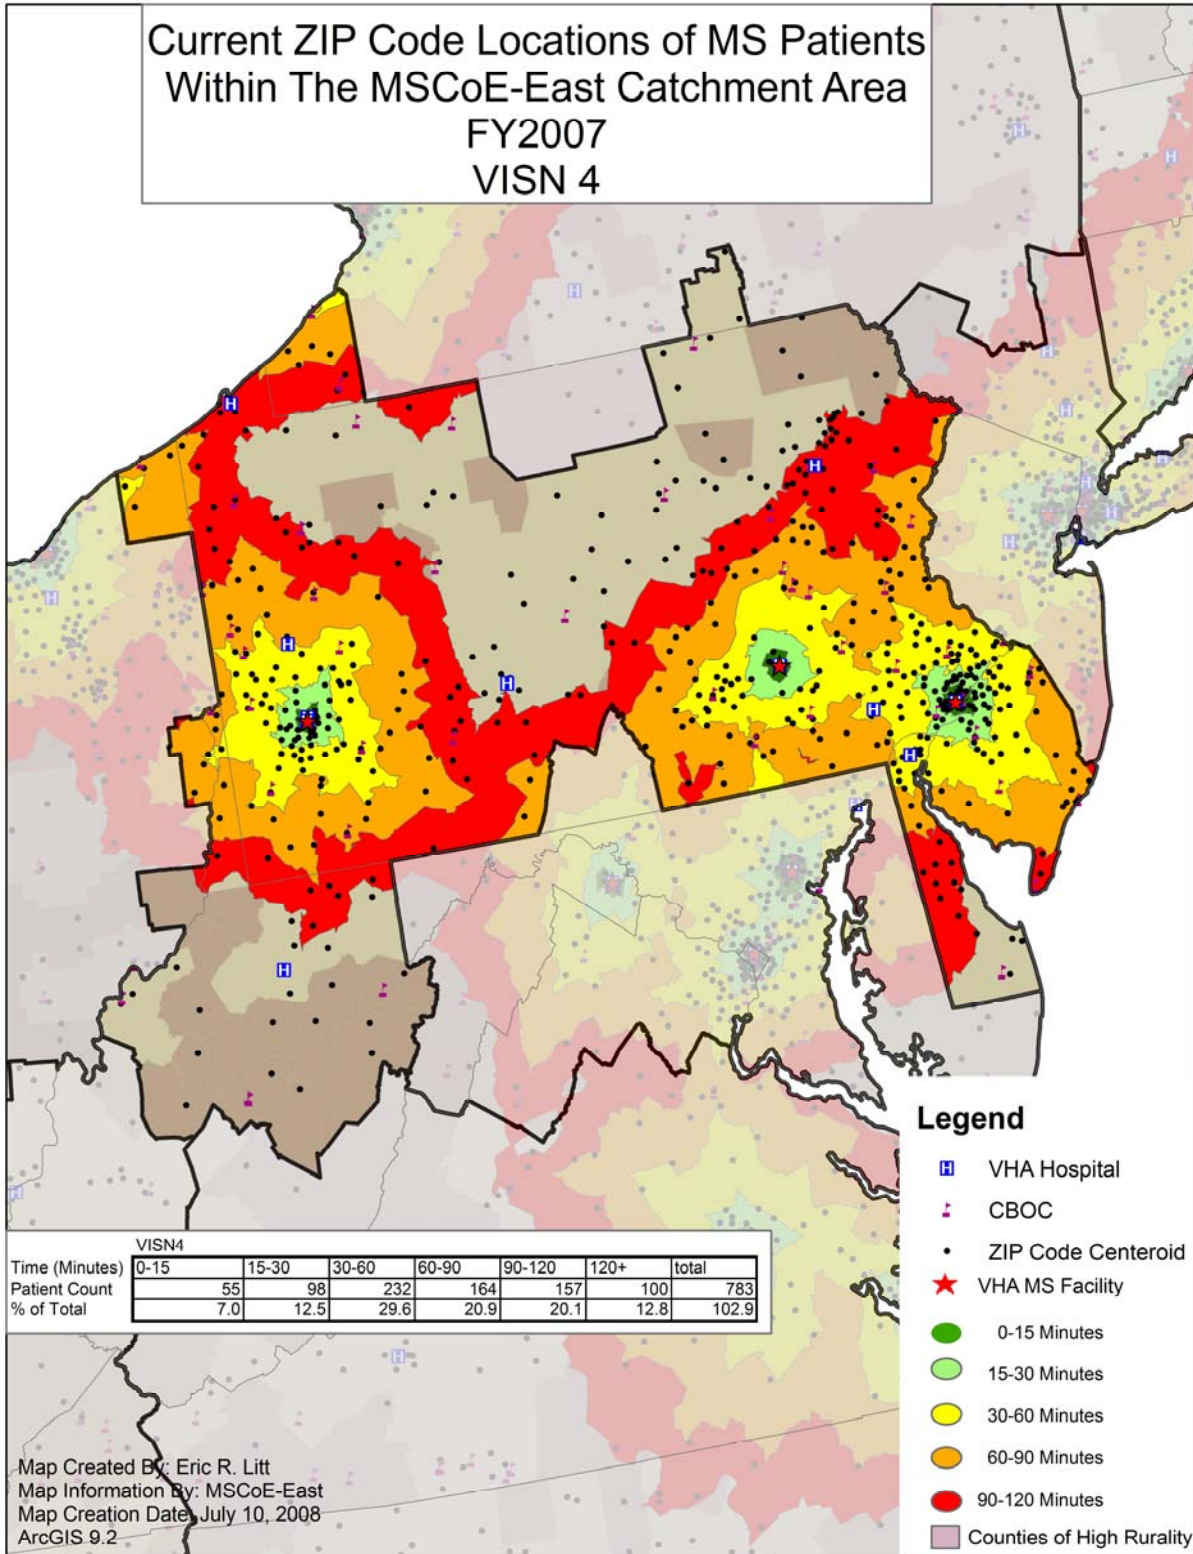 Current ZIP Code Locations of MS Patients
Within The MSCoE-East Catchment Area
FY2007
VISN 4
Legend
H VHA Hospital
CBOC
ZIP Code Centeroid
VHA MS Facility
0-15 Minutes
15-30 Minutes
30-60 Minutes
60-90 Minutes
90-120 Minutes
Counties of High Rurality
VISN4
Time (Minutes) 0-15 15-30 30-60 60-90 90-120 120+ total
Patient Count 55 98 232 164 157 100 783
% of Total 7.0 12.5 29.6 20.9 20.1 12.8 102.9
Map Created By: Eric R. Litt
Map Information By: MSCoE-East
Map Creation Date: July 10, 2008
ArcGIS 9.2